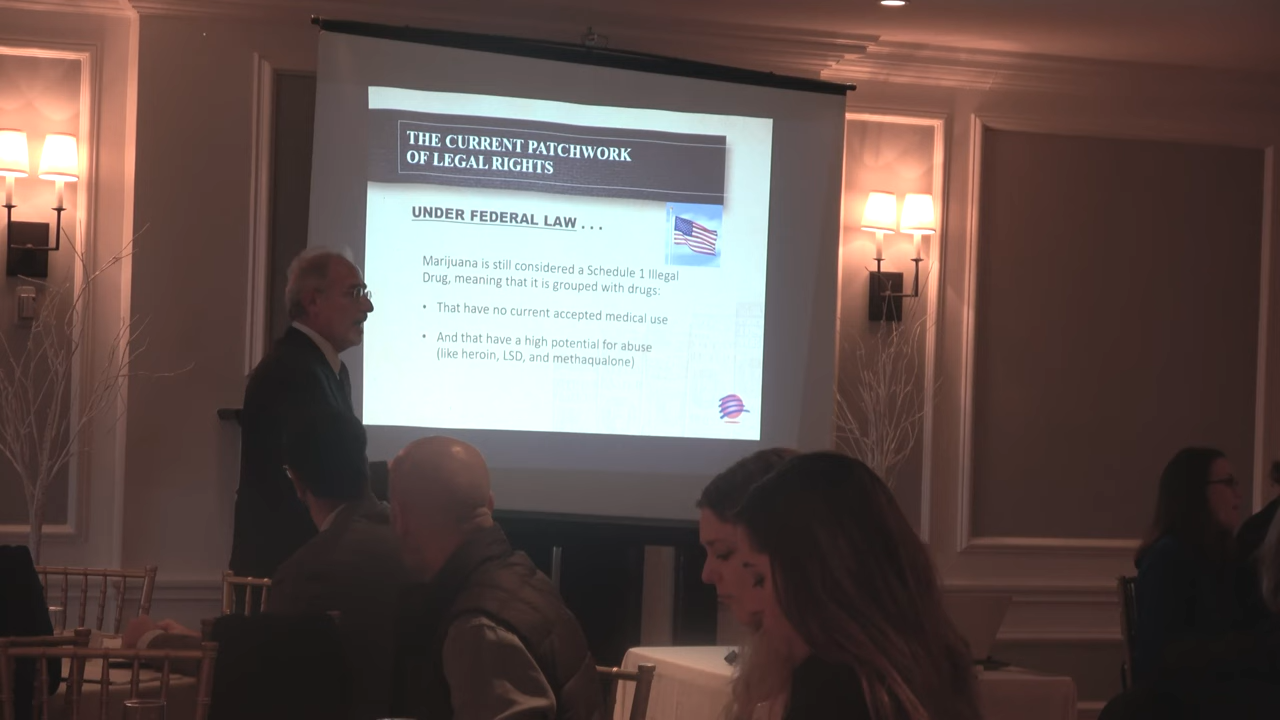 THE CURRENT PATCHWORK
OF LEGAL RIGHTS
UNDER FEDERAL LAW . . .
Marijuana is still considered a Schedule 1 Illegal
Drug, meaning that it is grouped with drugs:
• That have no current accepted medical use
• And that have a high potential for abuse
(like heroin, LSD, and methaqualone)